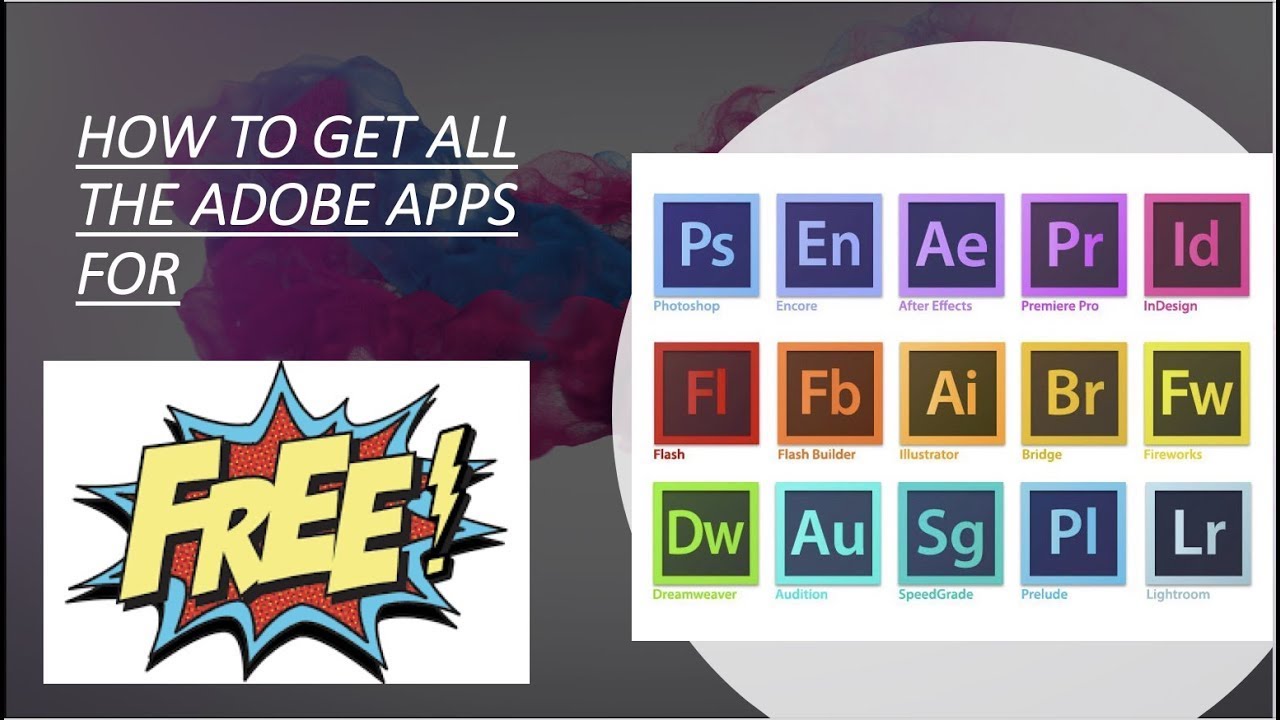 HOW TO GET ALL
THE ADOBE APPS
FOR
FREE!
Ps En Ae Pr Id
Photoshop Encore After Effects Premiere Pro InDesign
Fl Fb Ai Br Fw
Flash Flash Builder Illustrator Bridge Fireworks
Dw Au Sg Pl Lr
Dreamweaver Audition SpeedGrade Prelude Lightroom